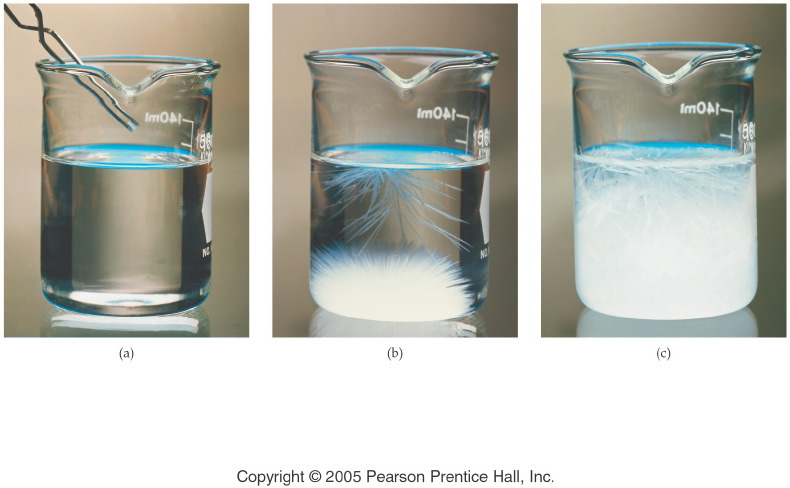 140ml
140ml
140ml
(a)
(b)
(c)
Copyright © 2005 Pearson Prentice Hall, Inc.